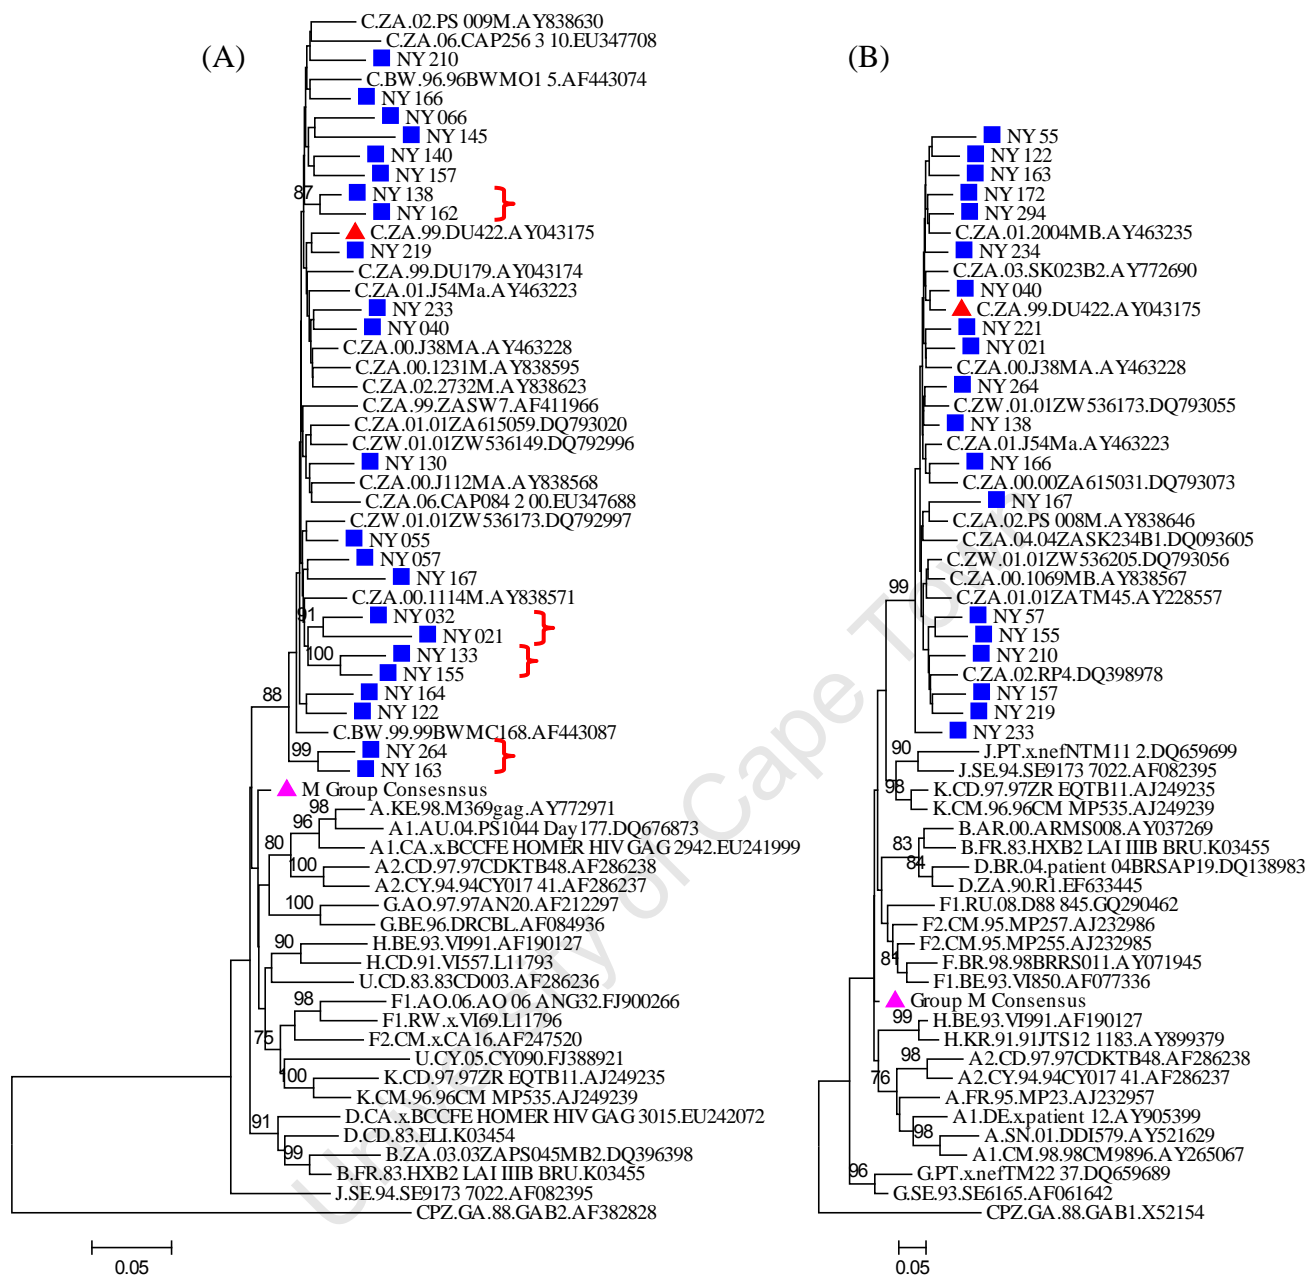 (A)
C.ZA.02.PS 009M.AY838630
C.ZA.06.CAP256 3 10.EU347708
NY 210
C.BW.96.96BWMO1 5.AF443074
NY 166
NY 066
NY 145
NY 140
NY 157
87
NY 138
NY 162
C.ZA.99.DU422.AY043175
NY 219
C.ZA.99.DU179.AY043174
C.ZA.01.J54Ma.AY463223
NY 233
NY 040
C.ZA.00.J38MA.AY463228
C.ZA.00.1231M.AY838595
C.ZA.02.2732M.AY838623
C.ZA.99.ZASW7.AF411966
C.ZA.01.01ZA615059.DQ793020
C.ZW.01.01ZW536149.DQ792996
NY 130
C.ZA.00.J112MA.AY838568
C.ZA.06.CAP084 2 00.EU347688
C.ZW.01.01ZW536173.DQ792997
NY 055
NY 057
NY 167
C.ZA.00.1114M.AY838571
91
NY 032
NY 021
100
NY 133
NY 155
NY 164
88
NY 122
C.BW.99.99BWMC168.AF443087
99
NY 264
NY 163
M Group Consesnsus
98
A.KE.98.M369gag.AY772971
96
A1.AU.04.PS1044 Day177.DQ676873
80
A1.CA.x.BCCFE HOMER HIV GAG 2942.EU241999
100
A2.CD.97.97CDKTB48.AF286238
A2.CY.94.94CY017 41.AF286237
100
G.AO.97.97AN20.AF212297
G.BE.96.DRCBL.AF084936
90
H.BE.93.VI991.AF190127
H.CD.91.VI557.L11793
U.CD.83.83CD003.AF286236
98
F1.AO.06.AO 06 ANG32.FJ900266
F1.RW.x.VI69.L11796
75
F2.CM.x.CA16.AF247520
U.CY.05.CY090.FJ388921
100
K.CD.97.97ZR EQTB11.AJ249235
K.CM.96.96CM MP535.AJ249239
91
D.CA.x.BCCFE HOMER HIV GAG 3015.EU242072
D.CD.83.ELI.K03454
99
B.ZA.03.03ZAPS045MB2.DQ396398
B.FR.83.HXB2 LAI IIIB BRU.K03455
J.SE.94.SE9173 7022.AF082395
CPZ.GA.88.GAB2.AF382828
0.05
(B)
NY 55
NY 122
NY 163
NY 172
NY 294
C.ZA.01.2004MB.AY463235
NY 234
C.ZA.03.SK023B2.AY772690
NY 040
C.ZA.99.DU422.AY043175
NY 221
NY 021
C.ZA.00.J38MA.AY463228
NY 264
C.ZW.01.01ZW536173.DQ793055
NY 138
C.ZA.01.J54Ma.AY463223
NY 166
C.ZA.00.00ZA615031.DQ793073
NY 167
C.ZA.02.PS 008M.AY838646
C.ZA.04.04ZASK234B1.DQ093605
C.ZW.01.01ZW536205.DQ793056
99
C.ZA.00.1069MB.AY838567
C.ZA.01.01ZATM45.AY228557
NY 57
NY 155
NY 210
C.ZA.02.RP4.DQ398978
NY 157
NY 219
NY 233
90
J.PT.x.nefNTM11 2.DQ659699
J.SE.94.SE9173 7022.AF082395
98
K.CD.97.97ZR EQTB11.AJ249235
K.CM.96.96CM MP535.AJ249239
B.AR.00.ARMS008.AY037269
83
B.FR.83.HXB2 LAI IIIB BRU.K03455
84
D.BR.04.patient 04BRSAP19.DQ138983
D.ZA.90.R1.EF633445
F1.RU.08.D88 845.GQ290462
F2.CM.95.MP257.AJ232986
F2.CM.95.MP255.AJ232985
81
F.BR.98.98BRRS011.AY071945
F1.BE.93.VI850.AF077336
Group M Consensus
99
H.BE.93.VI991.AF190127
H.KR.91.91JTS12 1183.AY899379
98
A2.CD.97.97CDKTB48.AF286238
76
A2.CY.94.94CY017 41.AF286237
A.FR.95.MP23.AJ232957
A1.DE.x.patient 12.AY905399
98
A.SN.01.DDI579.AY521629
A1.CM.98.98CM9896.AY265067
96
G.PT.x.nefTM22 37.DQ659689
G.SE.93.SE6165.AF061642
CPZ.GA.88.GAB1.X52154
0.05
University of Cape Town